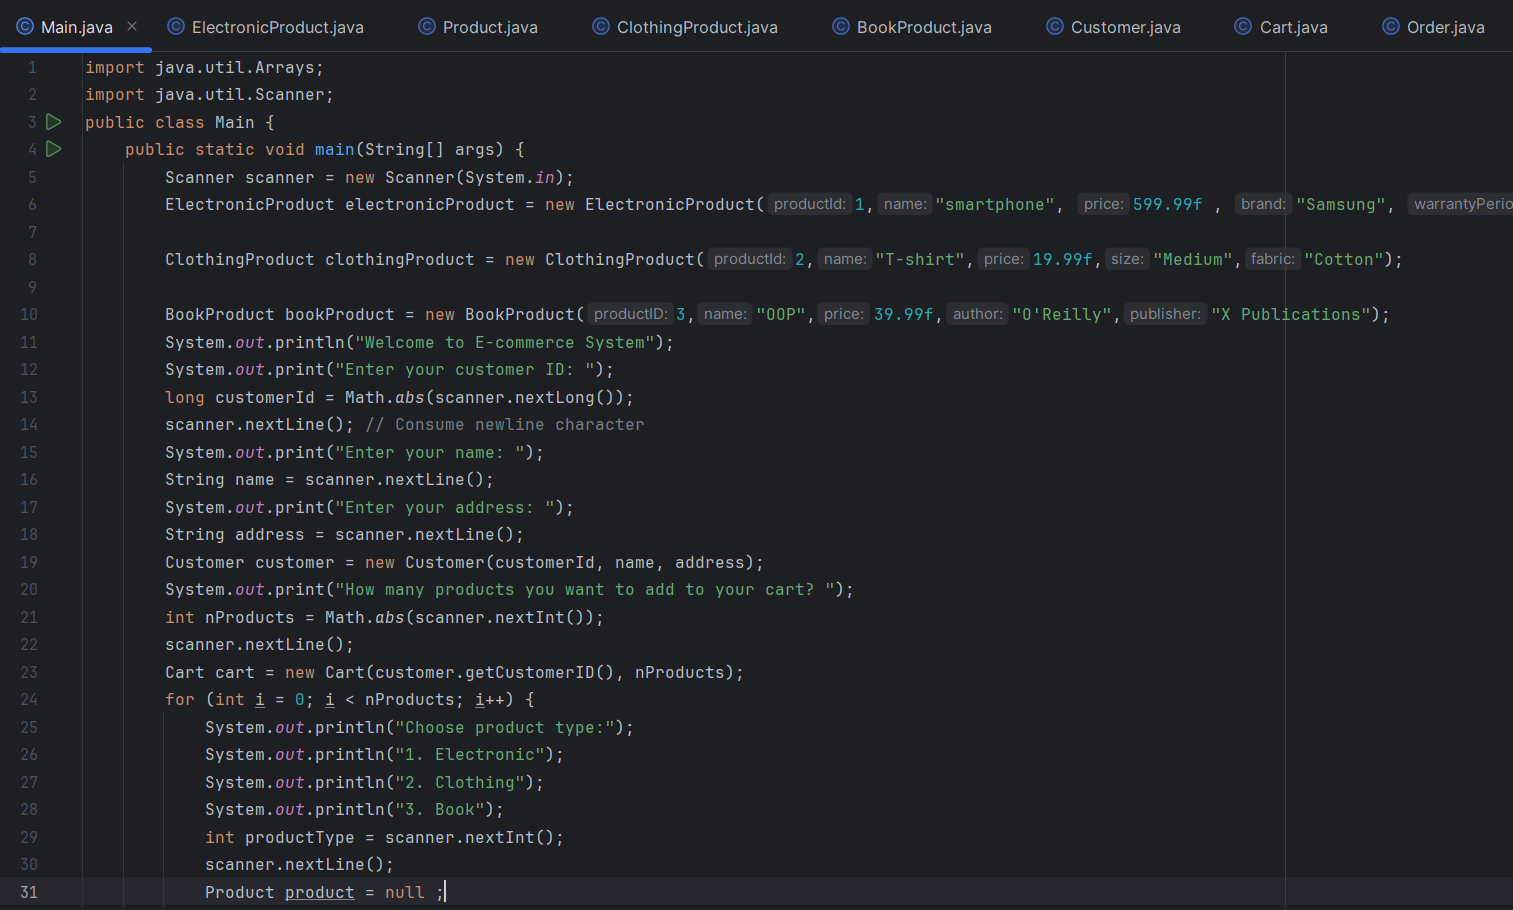 Main.java ElectronicProduct.java Product.java ClothingProduct.java BookProduct.java Customer.java Cart.java Order.java
1 import java.util.Arrays;
2 import java.util.Scanner;
3 public class Main {
4 public static void main(String[] args) {
5 Scanner scanner = new Scanner(System.in);
6 ElectronicProduct electronicProduct = new ElectronicProduct( productId: 1, name: "smartphone", price: 599.99f , brand: "Samsung", warrantyPerio
7
8 ClothingProduct clothingProduct = new ClothingProduct( productId: 2, name: "T-shirt", price: 19.99f, size: "Medium", fabric: "Cotton");
9
10 BookProduct bookProduct = new BookProduct( productID: 3, name: "OOP", price: 39.99f, author: "O'Reilly", publisher: "X Publications");
11 System.out.println("Welcome to E-commerce System");
12 System.out.print("Enter your customer ID: ");
13 long customerId = Math.abs(scanner.nextLong());
14 scanner.nextLine(); // Consume newline character
15 System.out.print("Enter your name: ");
16 String name = scanner.nextLine();
17 System.out.print("Enter your address: ");
18 String address = scanner.nextLine();
19 Customer customer = new Customer(customerId, name, address);
20 System.out.print("How many products you want to add to your cart? ");
21 int nProducts = Math.abs(scanner.nextInt());
22 scanner.nextLine();
23 Cart cart = new Cart(customer.getCustomerID(), nProducts);
24 for (int i = 0; i < nProducts; i++) {
25 System.out.println("Choose product type:");
26 System.out.println("1. Electronic");
27 System.out.println("2. Clothing");
28 System.out.println("3. Book");
29 int productType = scanner.nextInt();
30 scanner.nextLine();
31 Product product = null ;